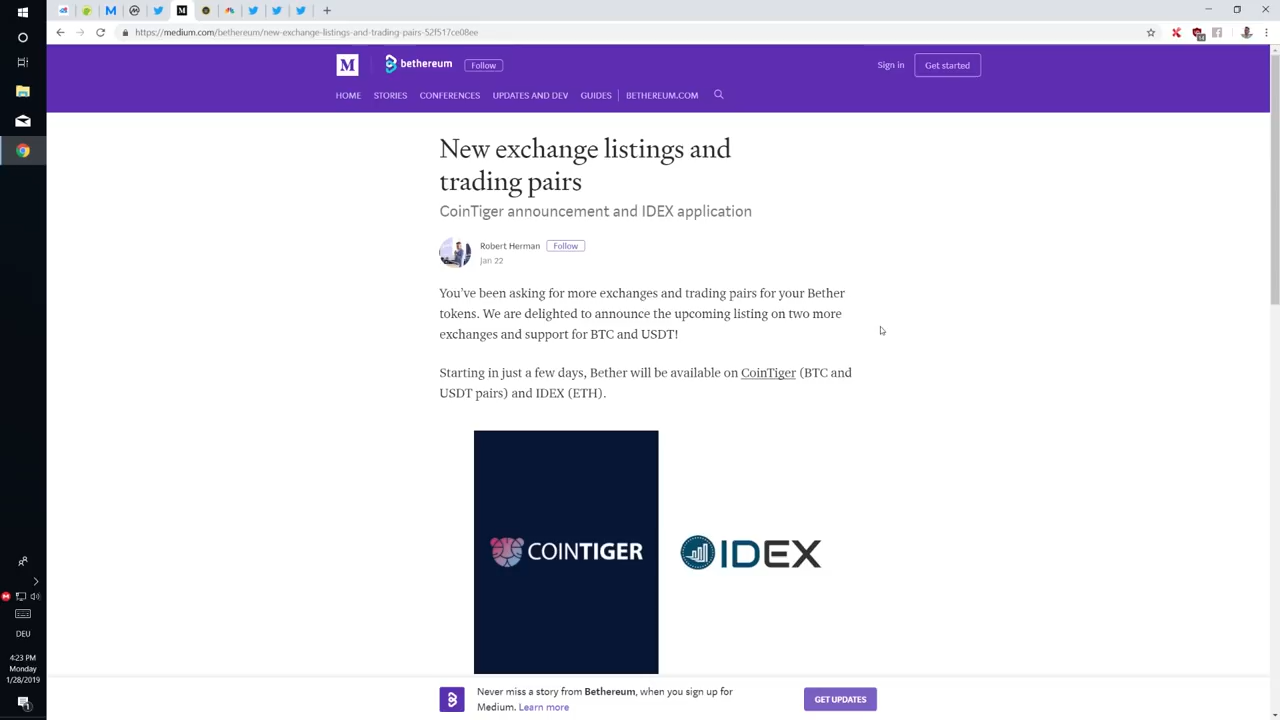 https://medium.com/bethereum/new-exchange-listings-and-trading-pairs-52f517ce08ee
M
bethereum
Follow
Sign in
Get started
HOME
STORIES
CONFERENCES
UPDATES AND DEV
GUIDES
BETHEREUM.COM
New exchange listings and
trading pairs
CoinTiger announcement and IDEX application
Robert Herman
Follow
Jan 22
You've been asking for more exchanges and trading pairs for your Bether
tokens. We are delighted to announce the upcoming listing on two more
exchanges and support for BTC and USDT!
Starting in just a few days, Bether will be available on CoinTiger (BTC and
USDT pairs) and IDEX (ETH).
COINTIGER
IDEX
Never miss a story from Bethereum, when you sign up for
Medium. Learn more
GET UPDATES
DEU
4:23 PM
Monday
1/28/2019